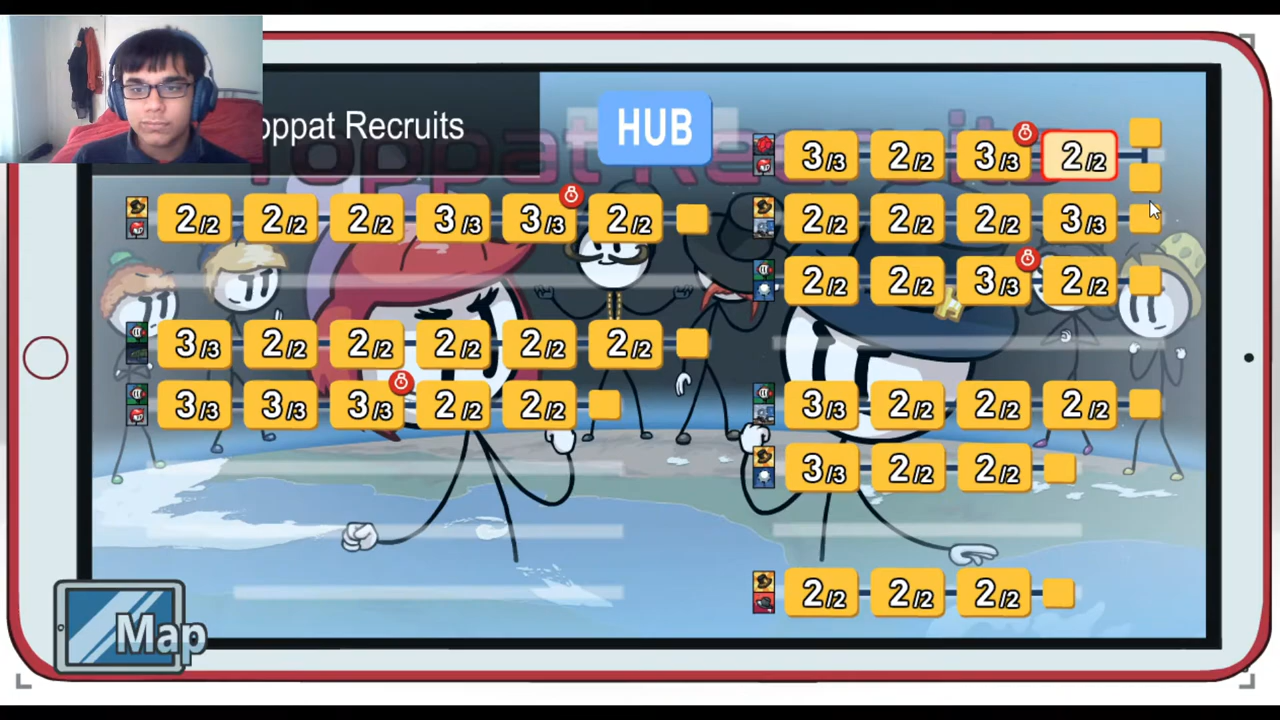 oppat Recruits
HUB
Toppat Recruits
3/3 2/2 3/3 2/2
2/2 2/2 2/2 3/3 3/3 2/2
2/2 2/2 2/2 3/3
2/2 2/2 3/3 2/2
3/3 2/2 2/2 2/2 2/2 2/2
3/3 3/3 3/3 2/2 2/2
3/3 2/2 2/2 2/2
3/3 2/2 2/2
2/2 2/2 2/2
Map